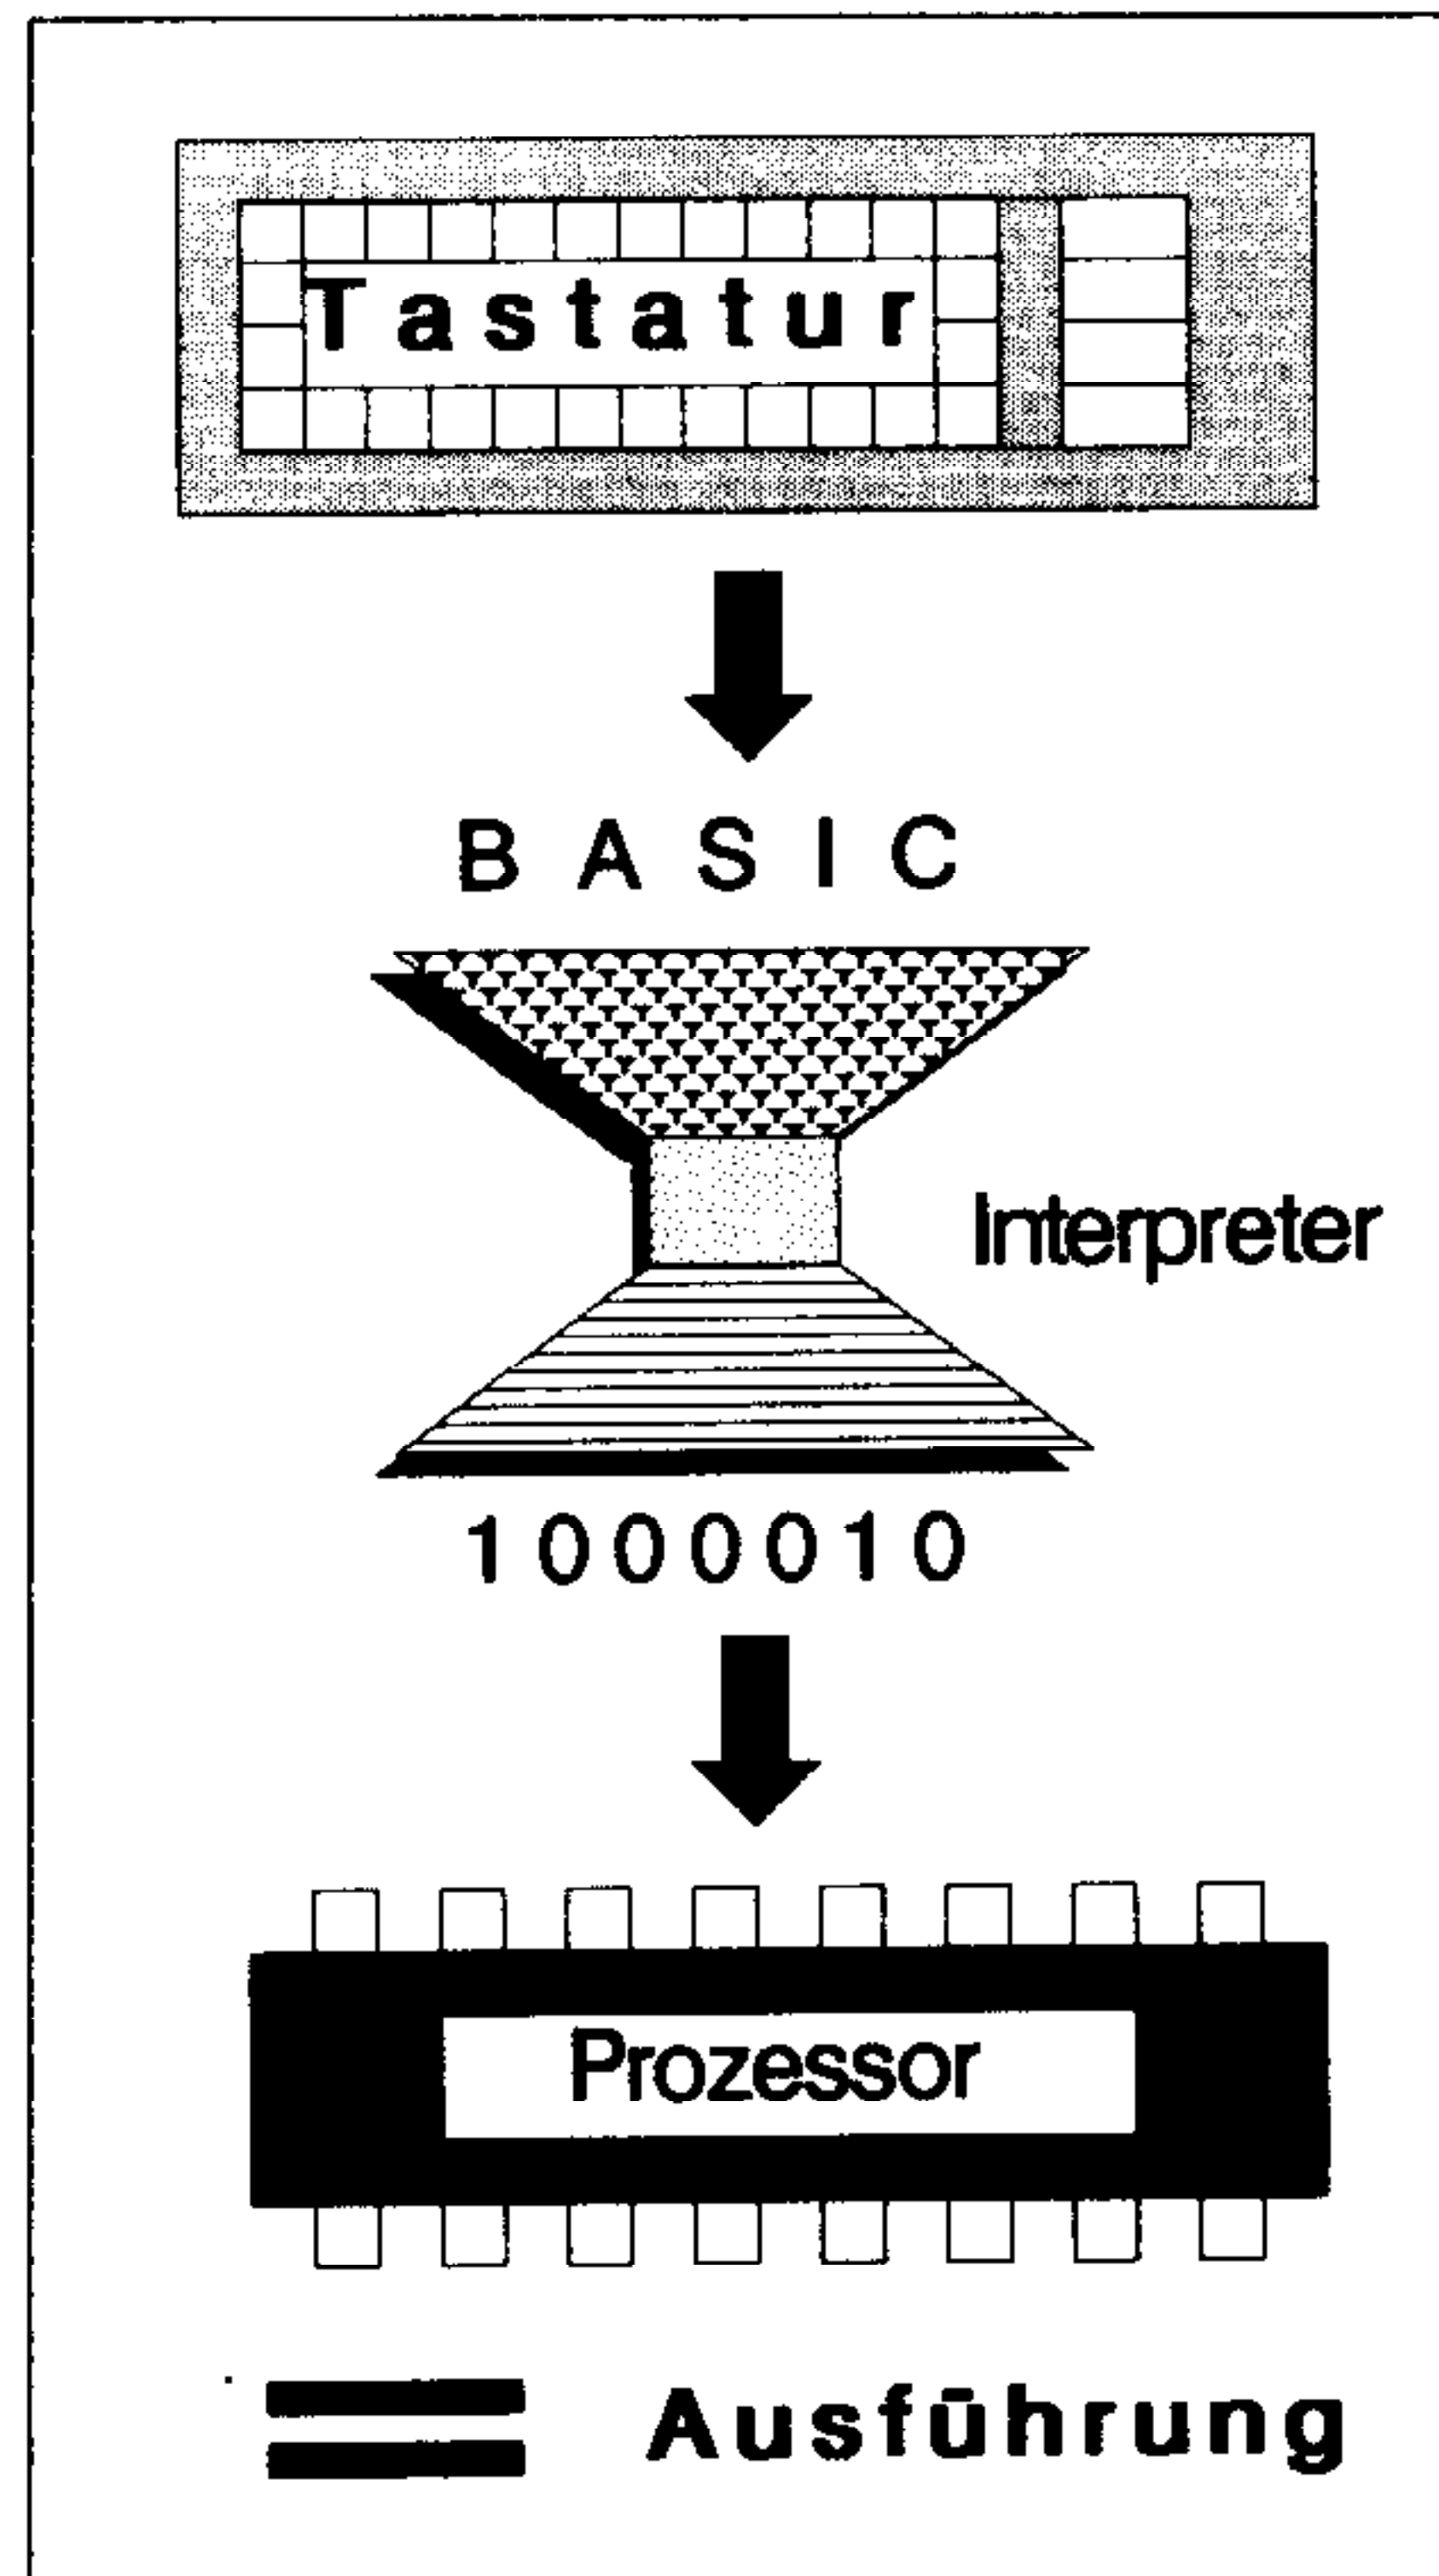 Tastatur
BASIC
Interpreter
1000010
Prozessor
= Ausführung